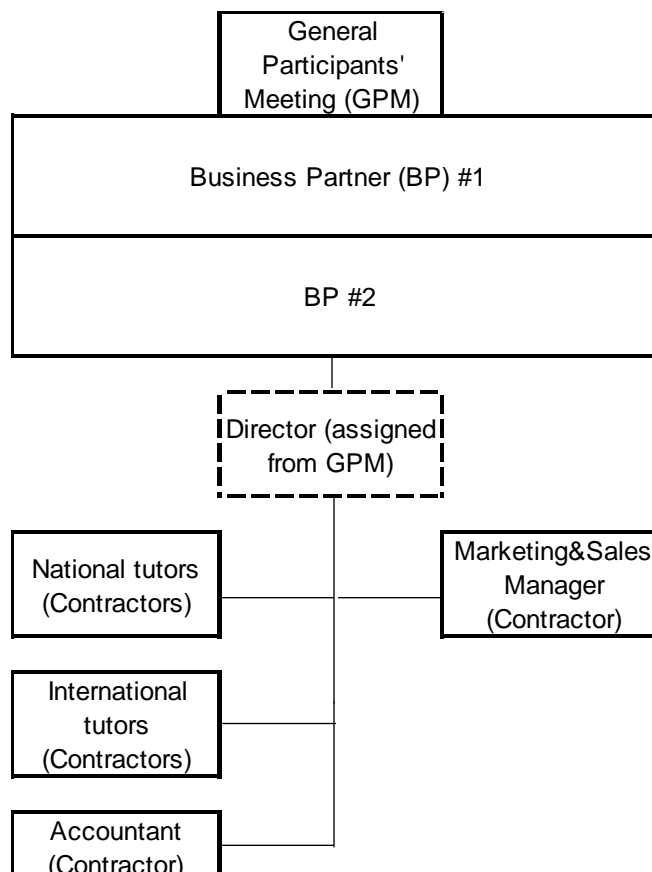 General
Participants'
Meeting (GPM)
Business Partner (BP) #1
BP #2
Director (assigned
from GPM)
National tutors
(Contractors)
Marketing&Sales
Manager
(Contractor)
International
tutors
(Contractors)
Accountant
(Contractor)